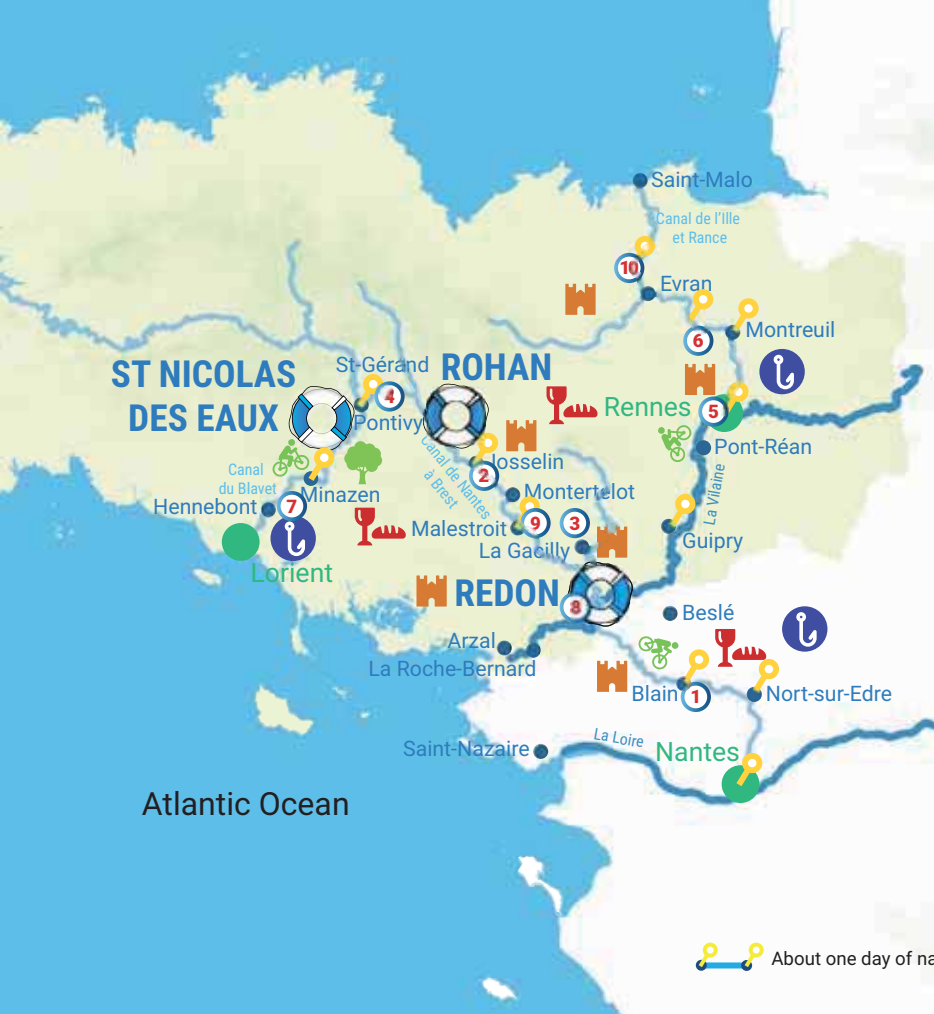 Saint-Malo
Canal de l'Ille
et Rance
10
Evran
6
Montreuil
St-Gérand
ROHAN
ST NICOLAS
DES EAUX
4
Pontivy
Rennes
5
Pont-Réan
La Vilaine
Canal de Nantes
à Brest
Josselin
2
Canal
du Blavet
Minazen
Hennebont
7
Montertelot
Malestroit
9
3
La Gacilly
Guipry
Lorient
REDON
8
Beslé
Arzal
La Roche-Bernard
Blain
1
Nort-sur-Edre
La Loire
Saint-Nazaire
Nantes
Atlantic Ocean
About one day of na